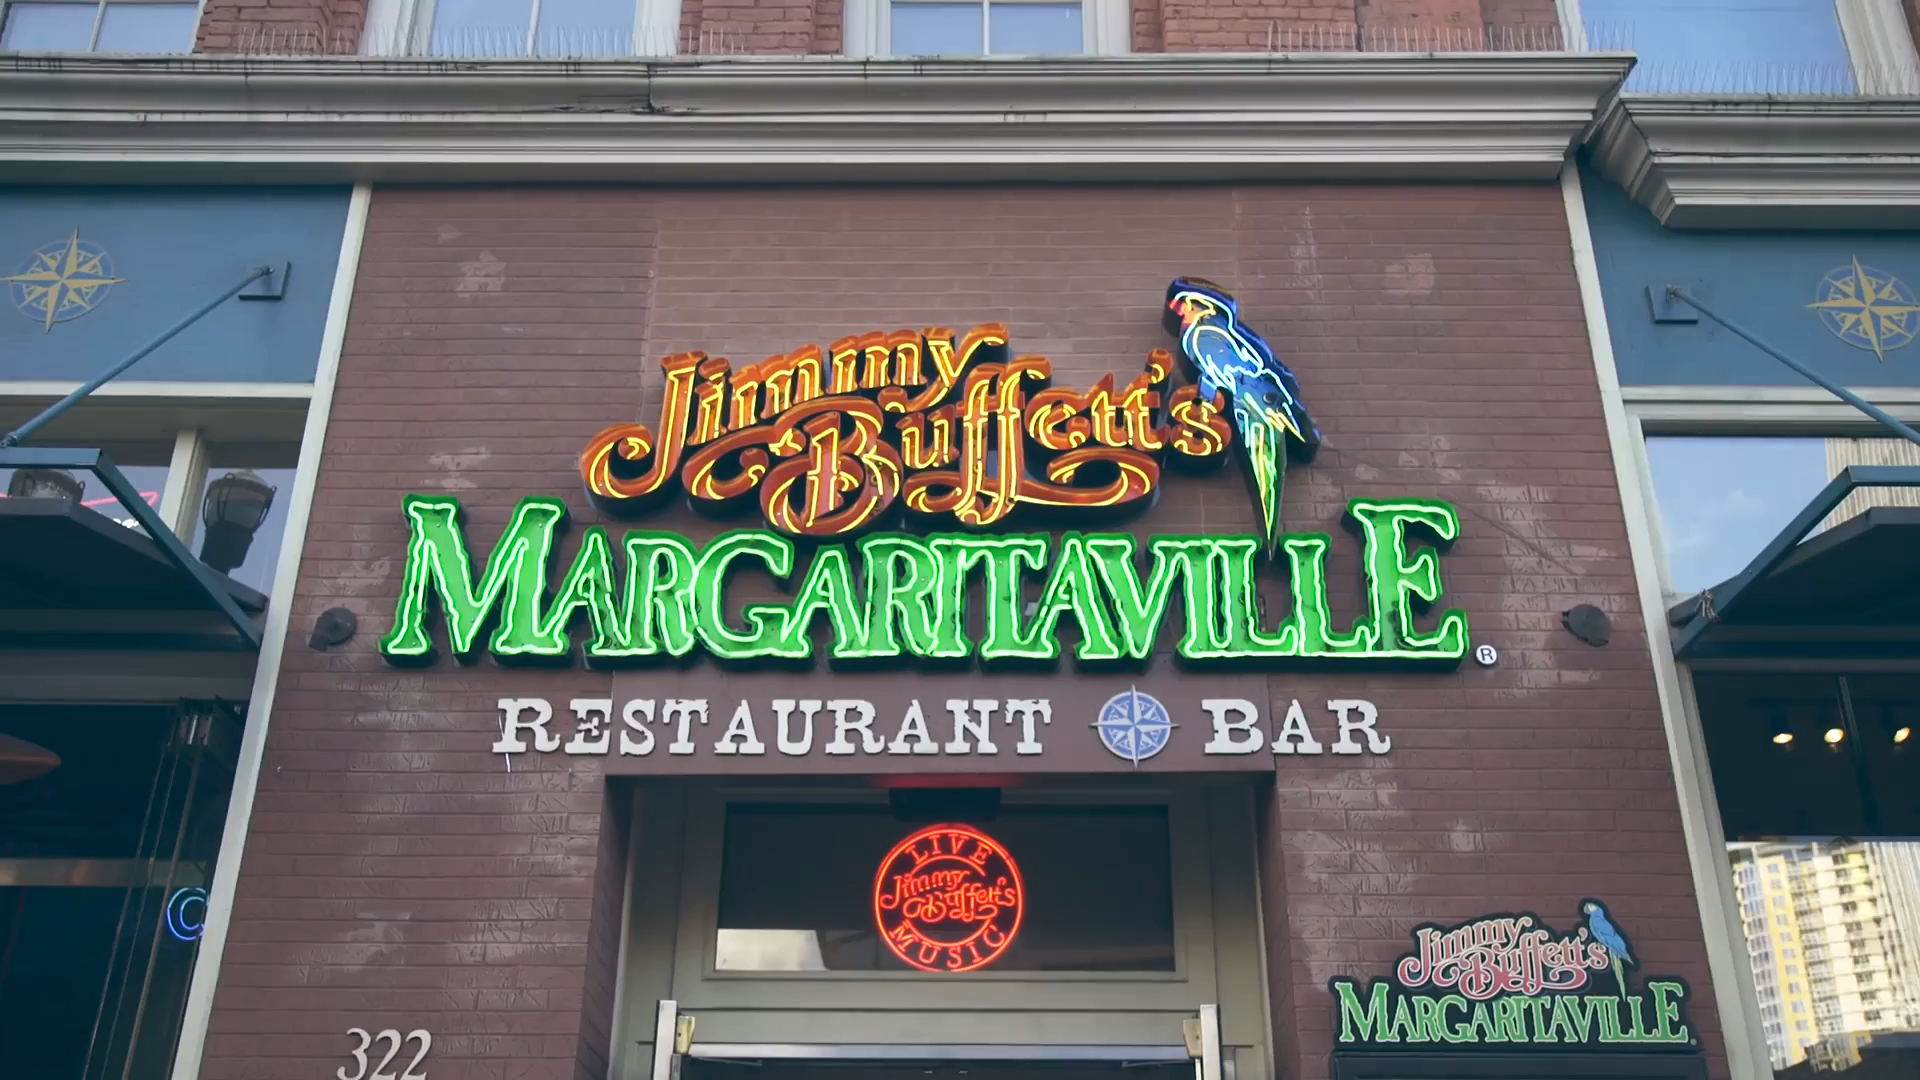 Jimmy
Buffett's
MARGARITAVILLE
®
RESTAURANT BAR
LIVE
Jimmy
Buffett's
MUSIC
Jimmy
Buffett's
MARGARITAVILLE
322